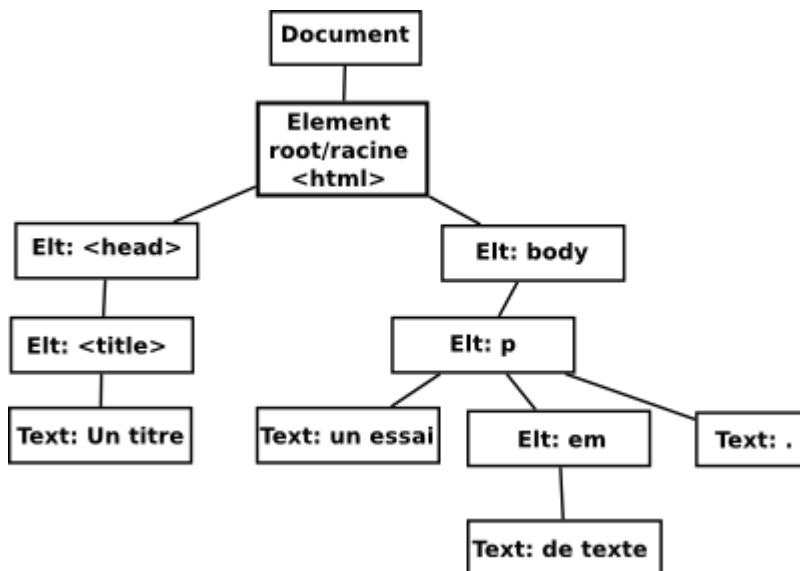 Document
Element
root/racine
<html>
Elt: <head>
Elt: body
Elt: <title>
Elt: p
Text: Un titre
Text: un essai
Elt: em
Text: .
Text: de texte